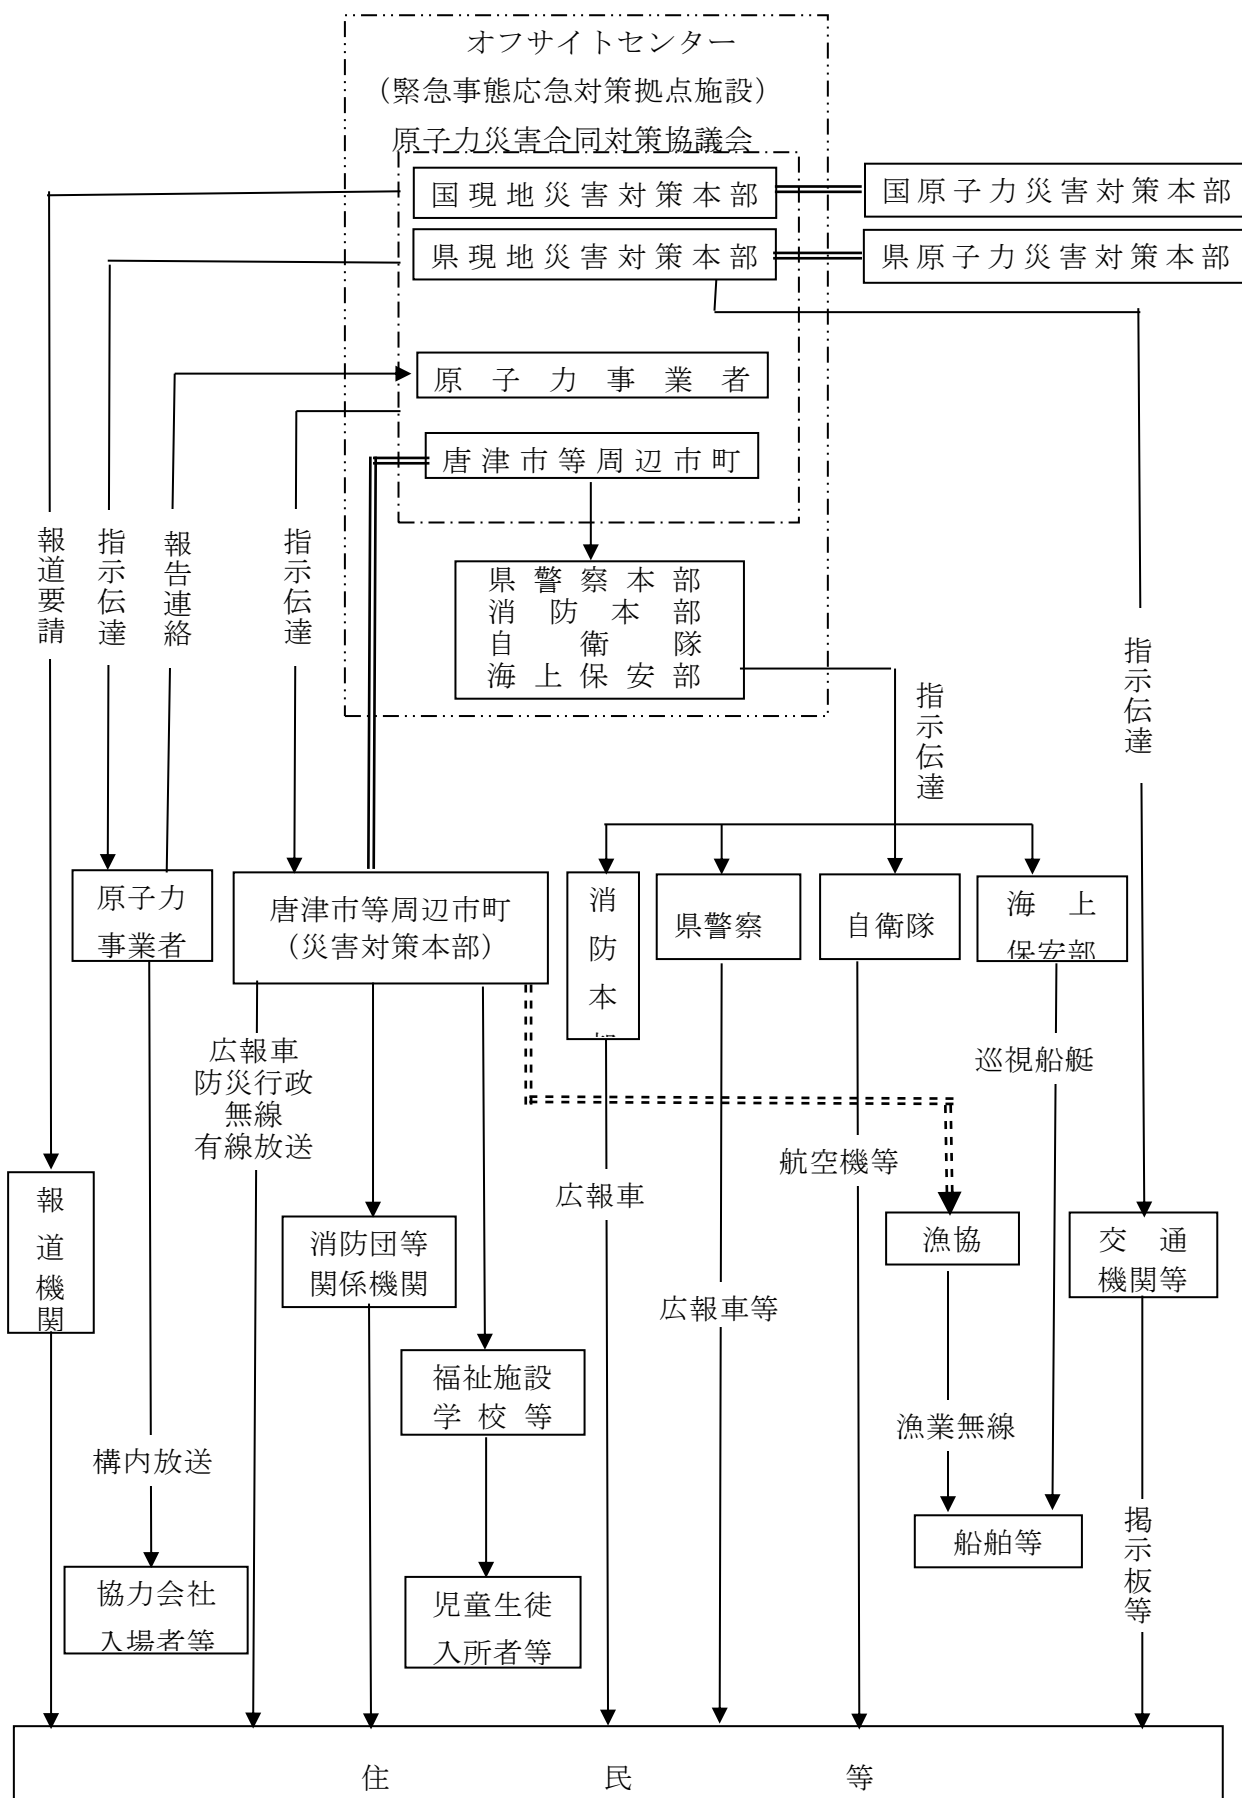 オフサイトセンター
（緊急事態応急対策拠点施設）
原子力災害合同対策協議会
国現地災害対策本部
国原子力災害対策本部
県現地災害対策本部
県原子力災害対策本部
原子力事業者
唐津市等周辺市町
報道要請
指示伝達
報告連絡
指示伝達
県警察本部
消防本部
自衛隊
海上保安部
指示伝達
指示伝達
原子力
事業者
唐津市等周辺市町
（災害対策本部）
消
防
本
部
県警察
自衛隊
海上
保安部
広報車
防災行政
無線
有線放送
巡視船艇
航空機等
広報車
報
道
機
関
消防団等
関係機関
漁協
交通
機関等
広報車等
福祉施設
学校等
漁業無線
構内放送
船舶等
掲示板等
協力会社
入場者等
児童生徒
入所者等
住民等